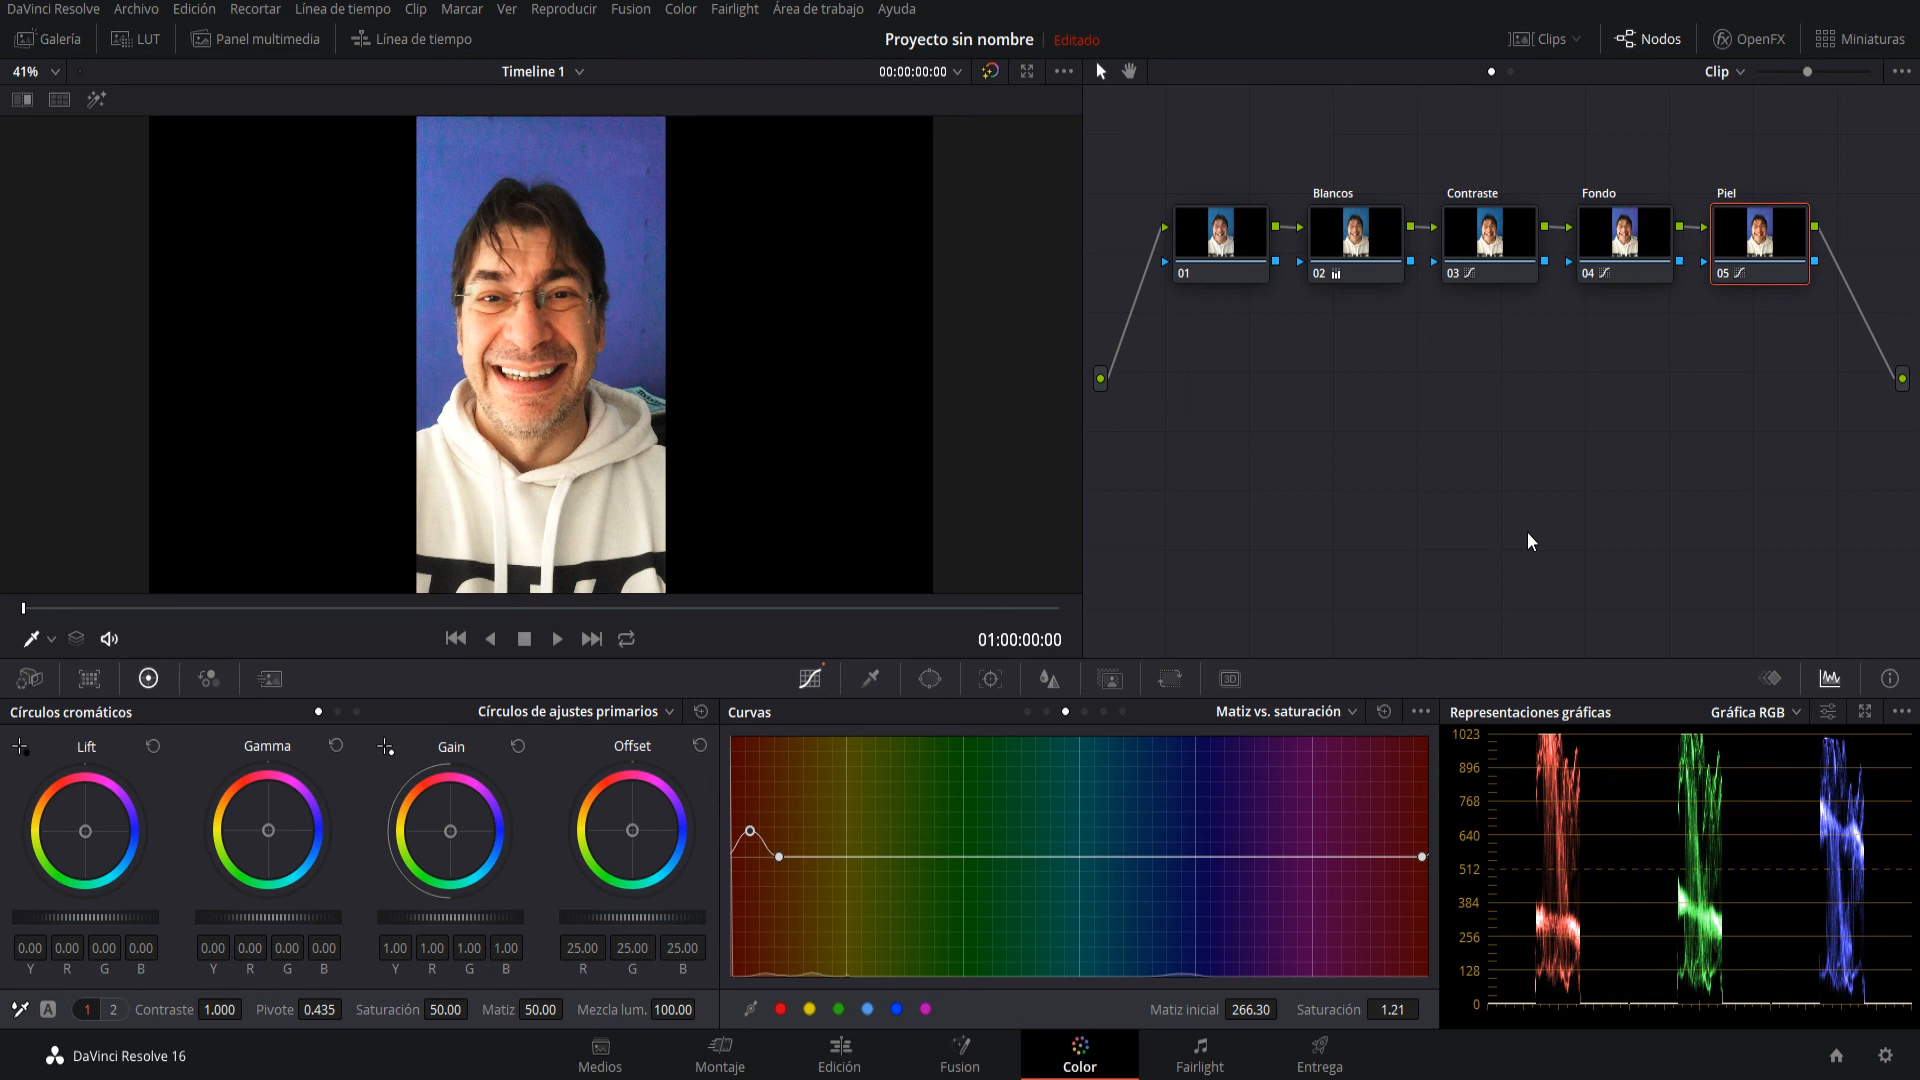 DaVinci Resolve Archivo Edición Recortar Línea de tiempo Clip Marcar Ver Reproducir Fusion Color Fairlight Área de trabajo Ayuda
Galería LUT Panel multimedia Línea de tiempo Proyecto sin nombre Editado Clips Nodos OpenFX Miniaturas
41% Timeline 1 00:00:00:00 Clip
Blancos Contraste Fondo Piel
01 02 03 04 05
01:00:00:00
3D
Círculos cromáticos Círculos de ajustes primarios Curvas Matiz vs. saturación Representaciones gráficas Gráfica RGB
Lift Gamma Gain Offset
1023
896
768
640
512
384
256
128
0
0.00 0.00 0.00 0.00 0.00 0.00 0.00 0.00 1.00 1.00 1.00 1.00 25.00 25.00 25.00
Y R G B Y R G B Y R G B R G B
A 1 2 Contraste 1.000 Pivote 0.435 Saturación 50.00 Matiz 50.00 Mezcla lum. 100.00 Matiz inicial 266.30 Saturación 1.21
DaVinci Resolve 16 Medios Montaje Edición Fusion Color Fairlight Entrega